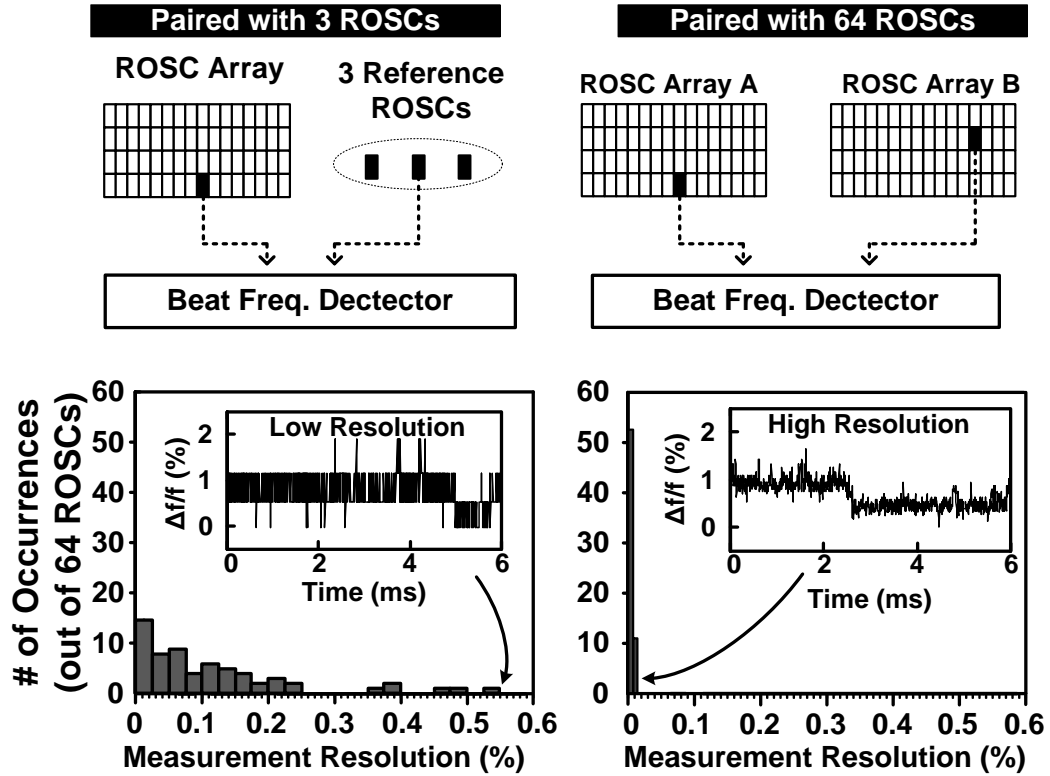 Paired with 3 ROSCs
ROSC Array
3 Reference
ROSCs
Beat Freq. Dectector
Paired with 64 ROSCs
ROSC Array A
ROSC Array B
Beat Freq. Dectector
# of Occurrences
(out of 64 ROSCs)
60
50
40
30
20
10
0
Low Resolution
Δf/f (%)
2
1
0
0 2 4 6
Time (ms)
0 0.1 0.2 0.3 0.4 0.5 0.6
Measurement Resolution (%)
60
50
40
30
20
10
0
High Resolution
Δf/f (%)
2
1
0
0 2 4 6
Time (ms)
0 0.1 0.2 0.3 0.4 0.5 0.6
Measurement Resolution (%)